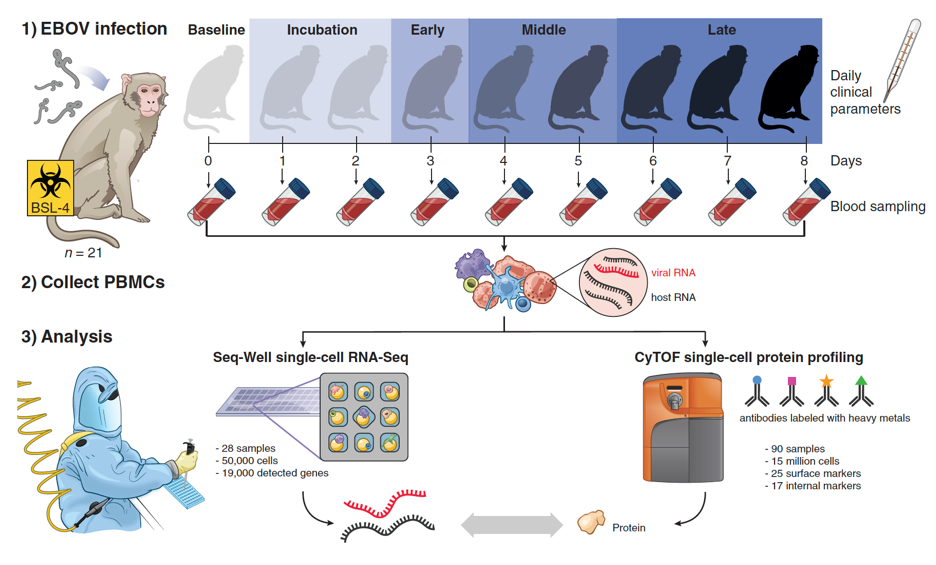 1) EBOV infection
Baseline
Incubation
Early
Middle
Late
Daily
clinical
parameters
0
1
2
3
4
5
6
7
8
Days
BSL-4
Blood sampling
n = 21
2) Collect PBMCs
viral RNA
host RNA
3) Analysis
Seq-Well single-cell RNA-Seq
CyTOF single-cell protein profiling
antibodies labeled with heavy metals
- 28 samples
- 50,000 cells
- 19,000 detected genes
- 90 samples
- 15 million cells
- 25 surface markers
- 17 internal markers
Protein